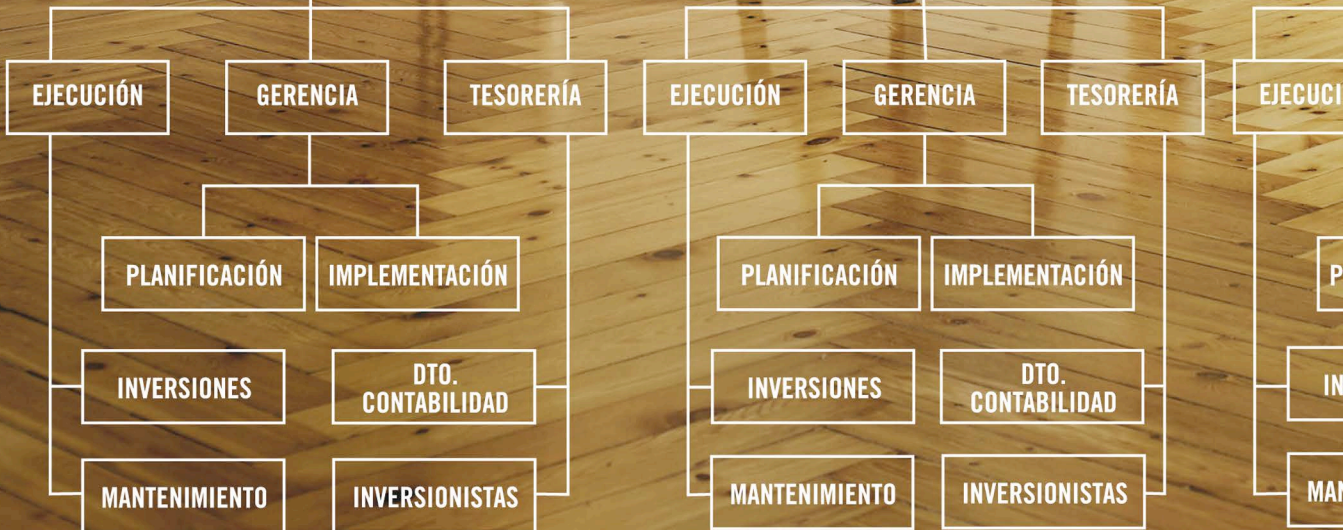 EJECUCIÓN GERENCIA TESORERÍA EJECUCIÓN GERENCIA TESORERÍA
PLANIFICACIÓN IMPLEMENTACIÓN PLANIFICACIÓN IMPLEMENTACIÓN
INVERSIONES
DTO.
CONTABILIDAD
INVERSIONES
DTO.
CONTABILIDAD
MANTENIMIENTO INVERSIONISTAS MANTENIMIENTO INVERSIONISTAS